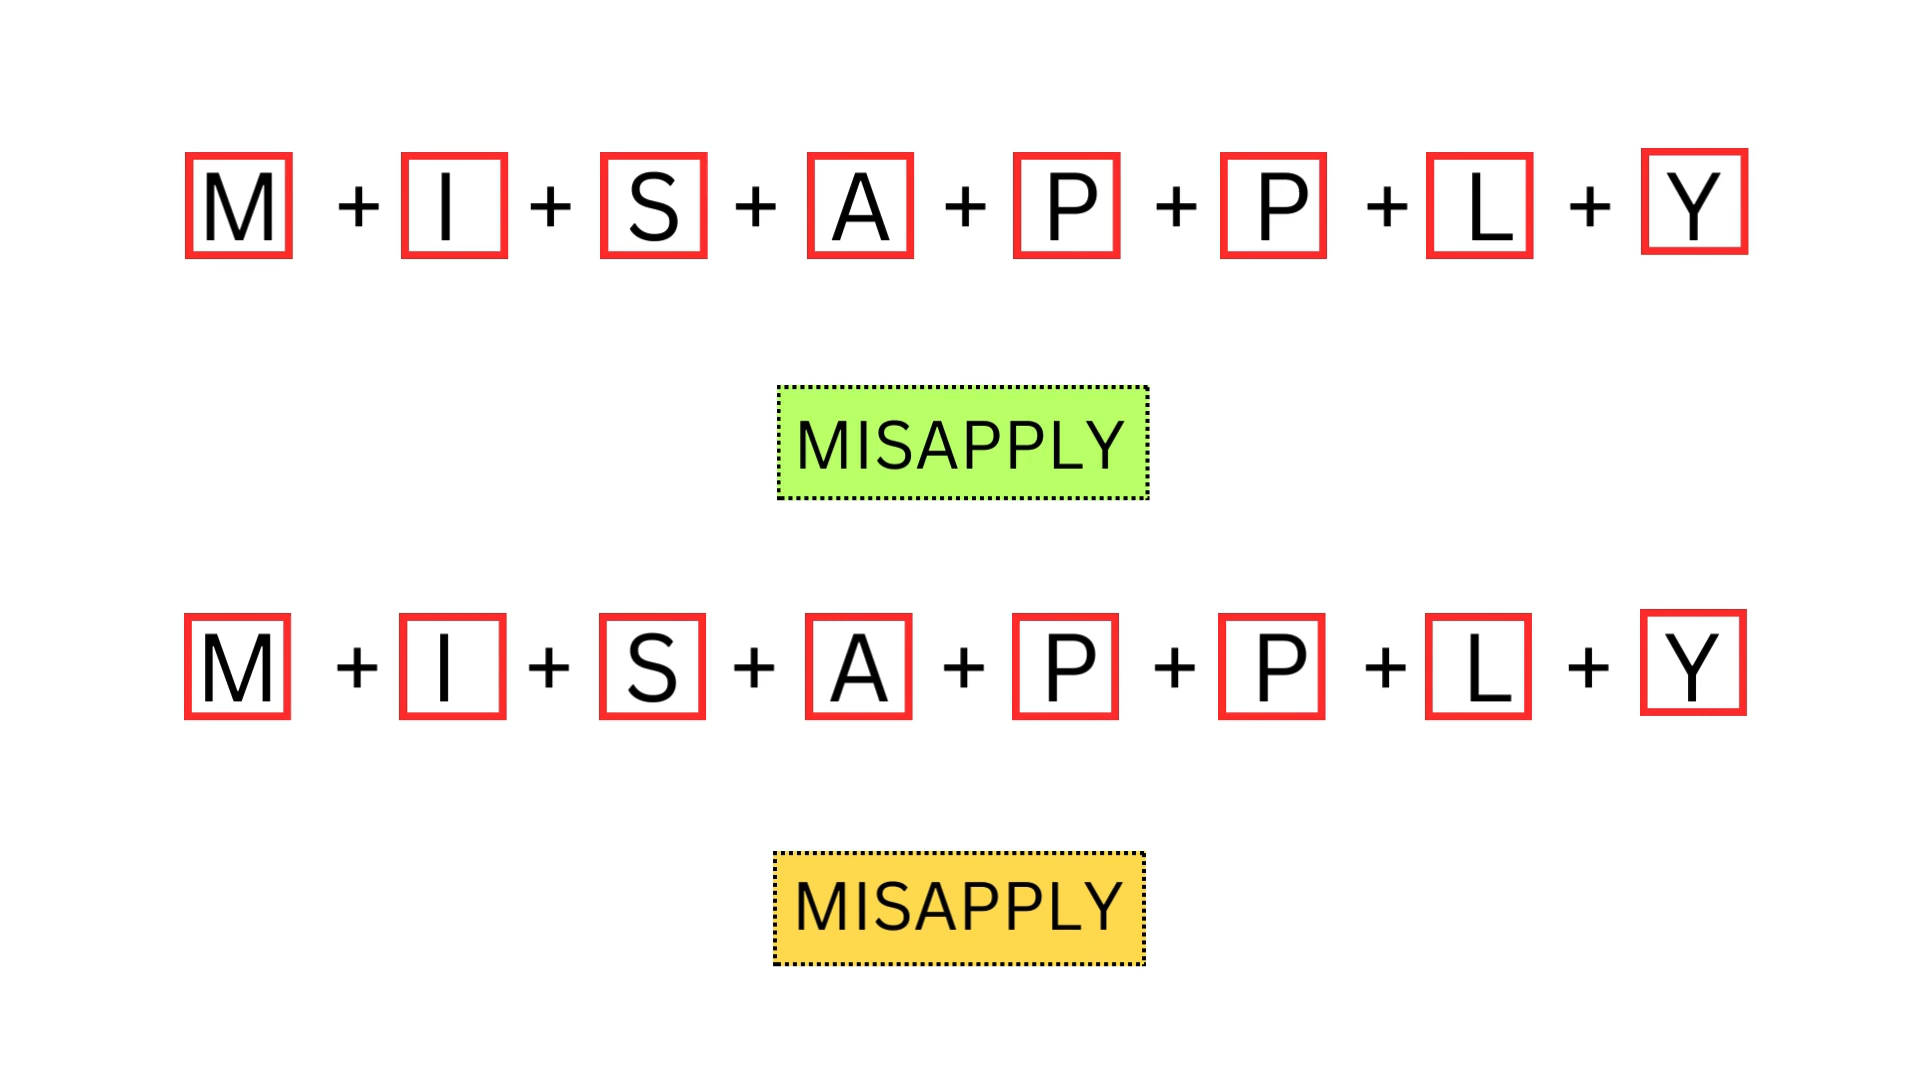 M + I + S + A + P + P + L + Y
MISAPPLY
M + I + S + A + P + P + L + Y
MISAPPLY